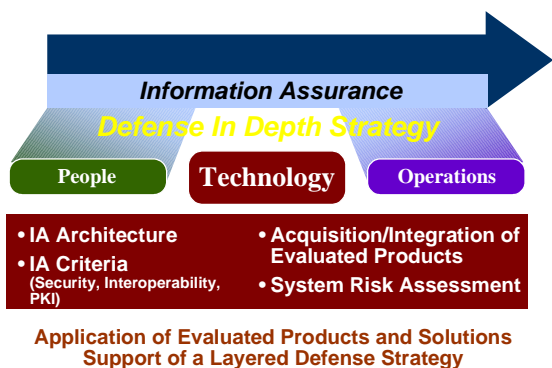 Information Assurance
Defense In Depth Strategy
People
Technology
Operations
• IA Architecture
• IA Criteria
(Security, Interoperability,
PKI)
• Acquisition/Integration of
Evaluated Products
• System Risk Assessment
Application of Evaluated Products and Solutions
Support of a Layered Defense Strategy